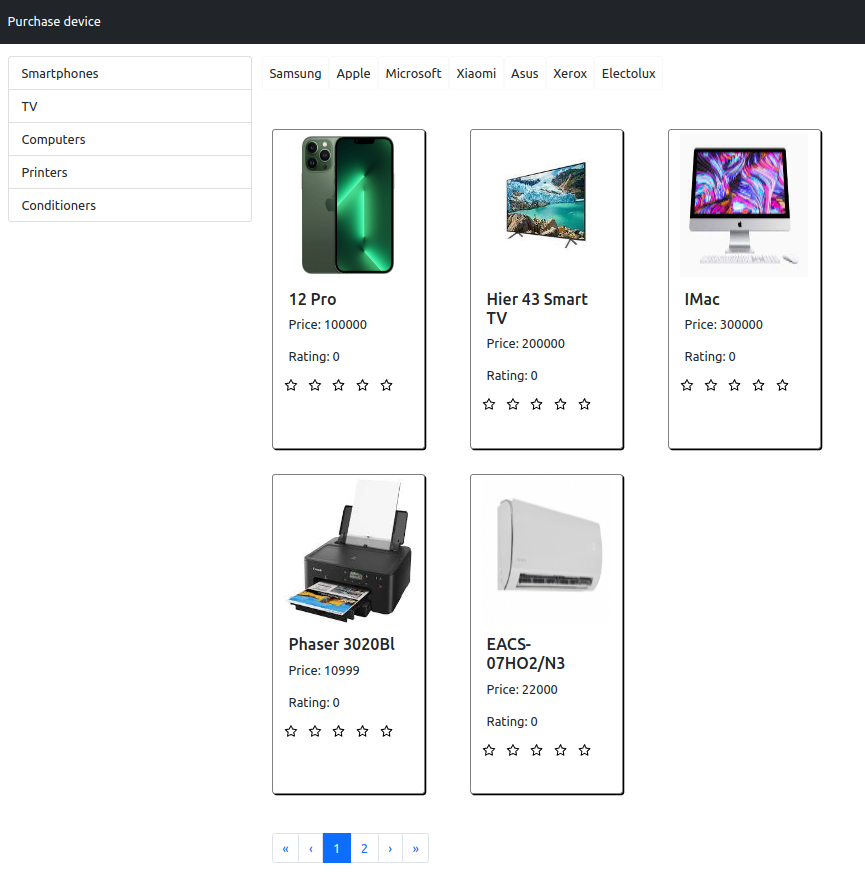 Purchase device
Smartphones
TV
Computers
Printers
Conditioners
Samsung Apple Microsoft Xiaomi Asus Xerox Electolux
12 Pro
Price: 100000
Rating: 0
Hier 43 Smart
TV
Price: 200000
Rating: 0
IMac
Price: 300000
Rating: 0
Phaser 3020Bl
Price: 10999
Rating: 0
EACS-
07HO2/N3
Price: 22000
Rating: 0
« ‹ 1 2 › »